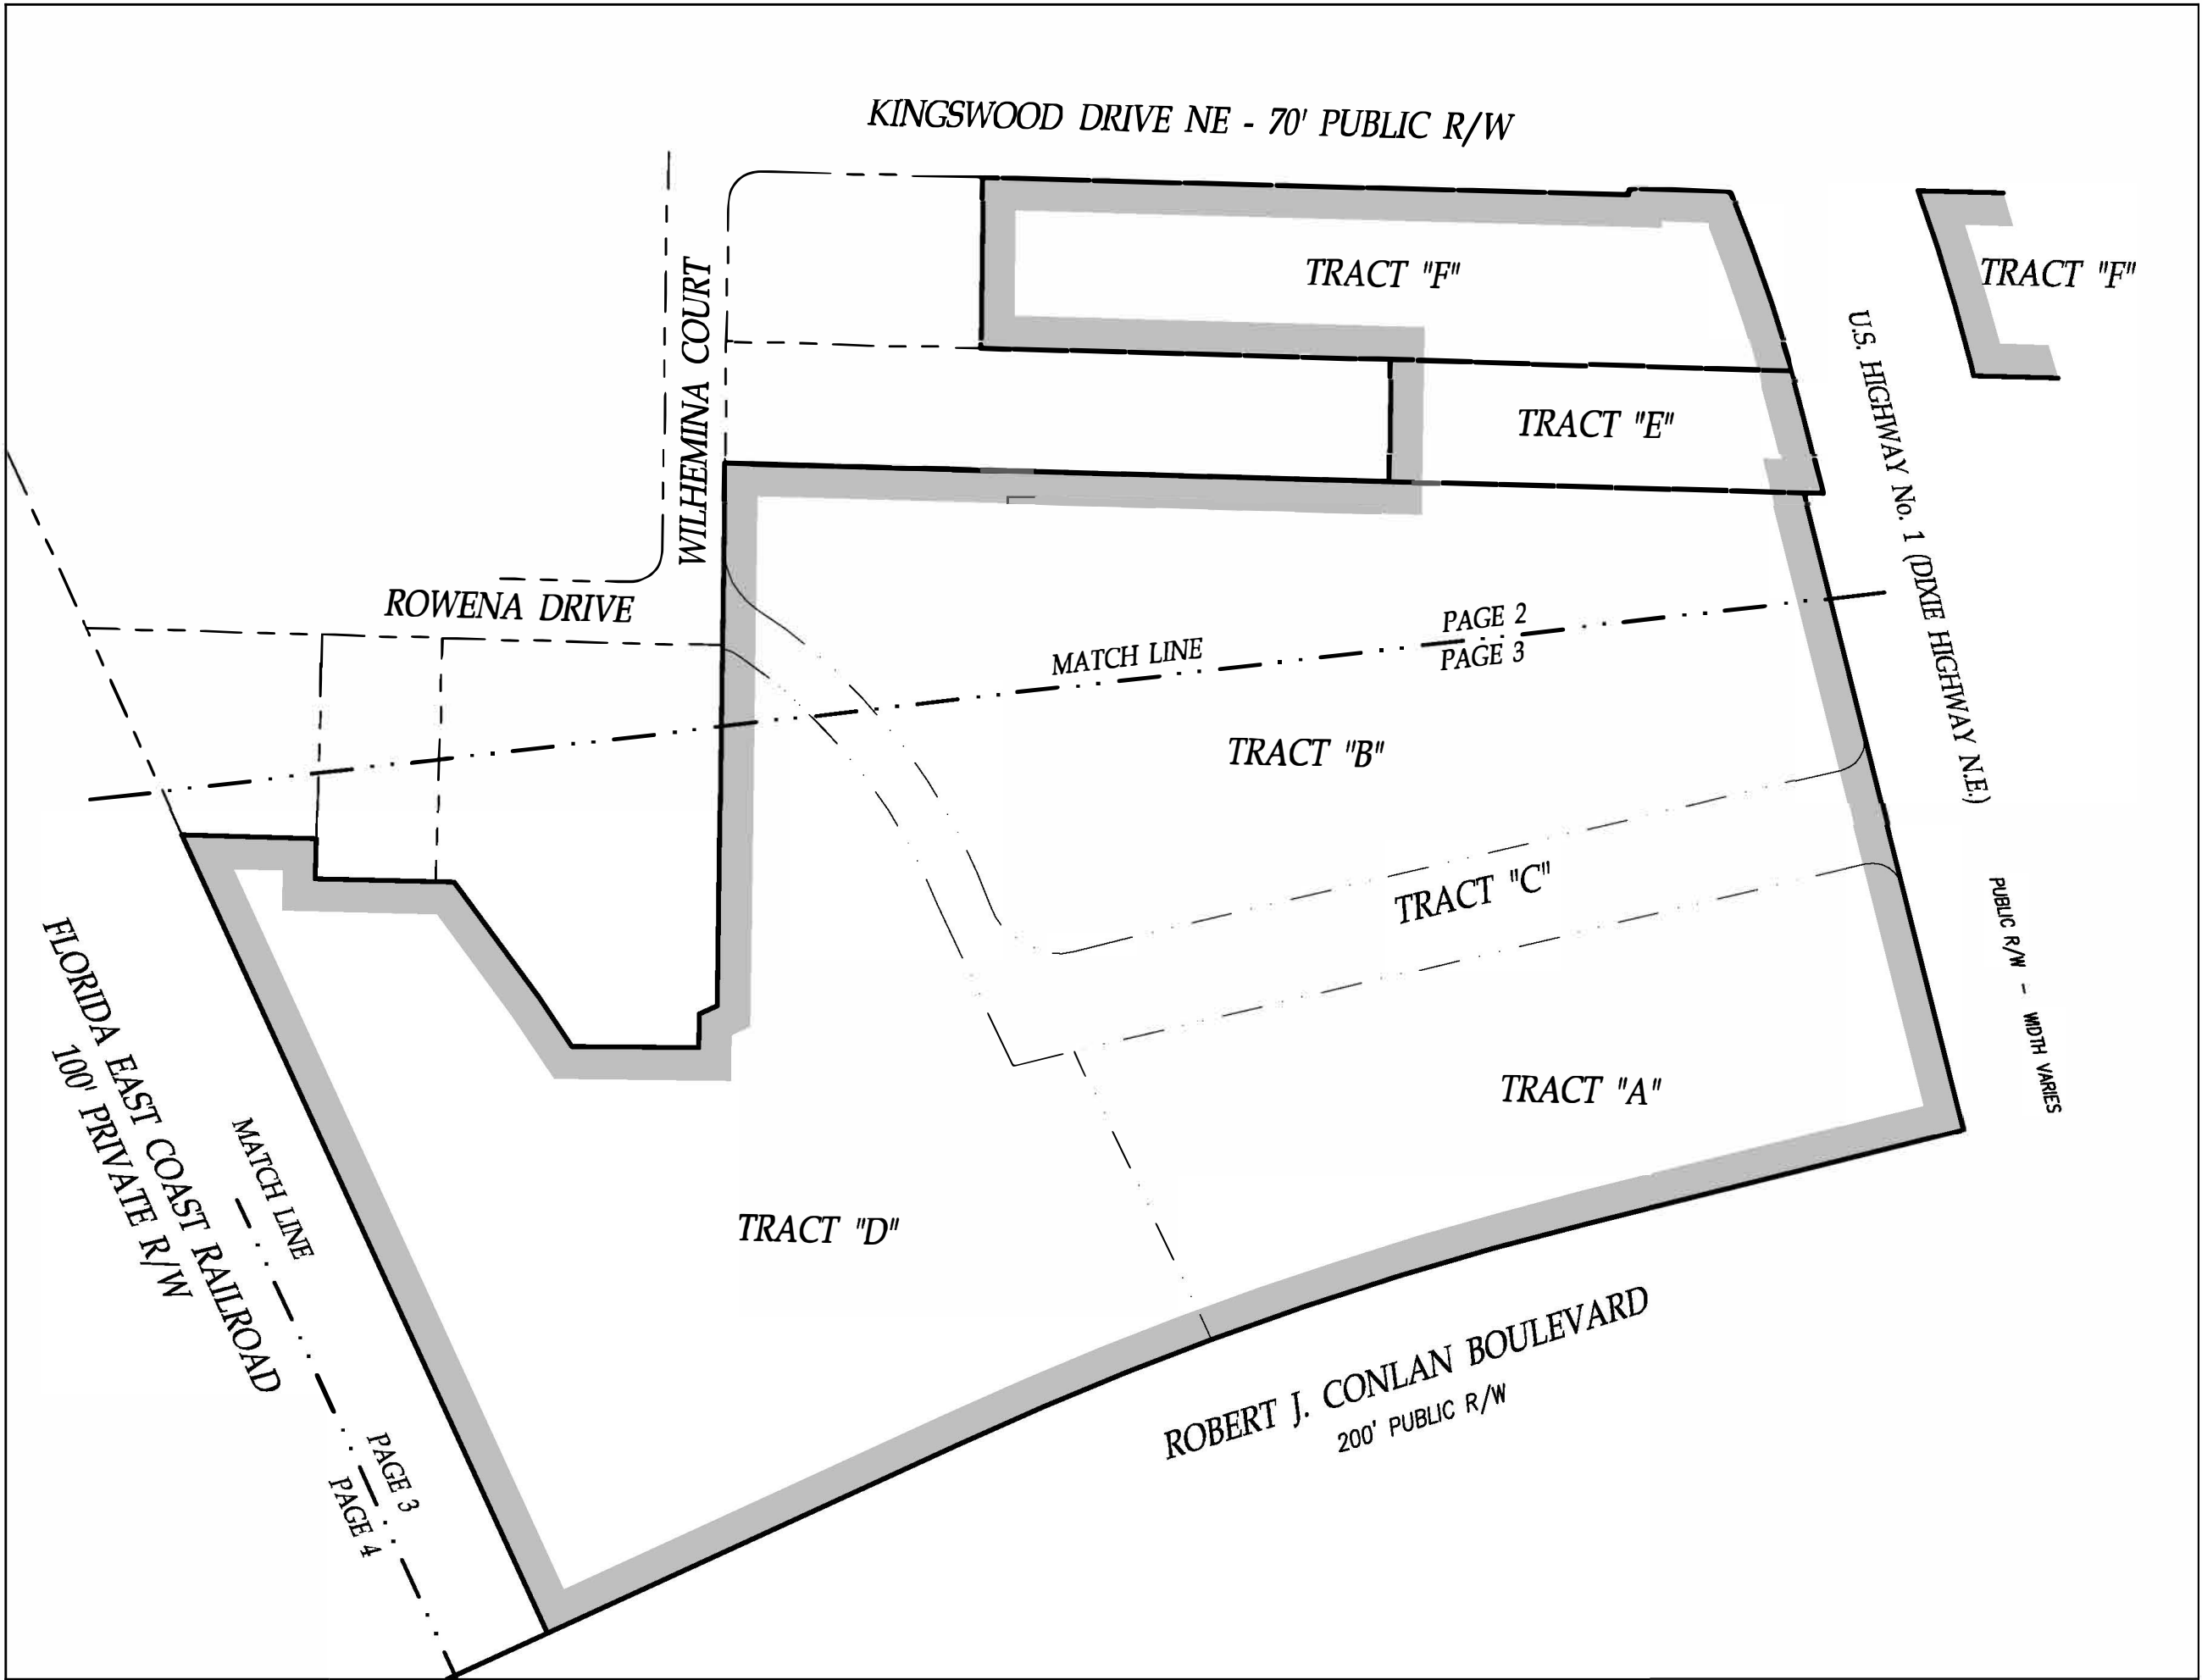 KINGSWOOD DRIVE NE - 70' PUBLIC R/W
TRACT "F"
TRACT "F"
WILHEMINA COURT
TRACT "E"
U.S. HIGHWAY No. 1 (DIXIE HIGHWAY N.E.)
PUBLIC R/W - WIDTH VARIES
ROWENA DRIVE
MATCH LINE
PAGE 2
PAGE 3
TRACT "B"
TRACT "C"
TRACT "A"
TRACT "D"
FLORIDA EAST COAST RAILROAD
100' PRIVATE R/W
MATCH LINE
PAGE 3
PAGE 4
ROBERT J. CONLAN BOULEVARD
200' PUBLIC R/W